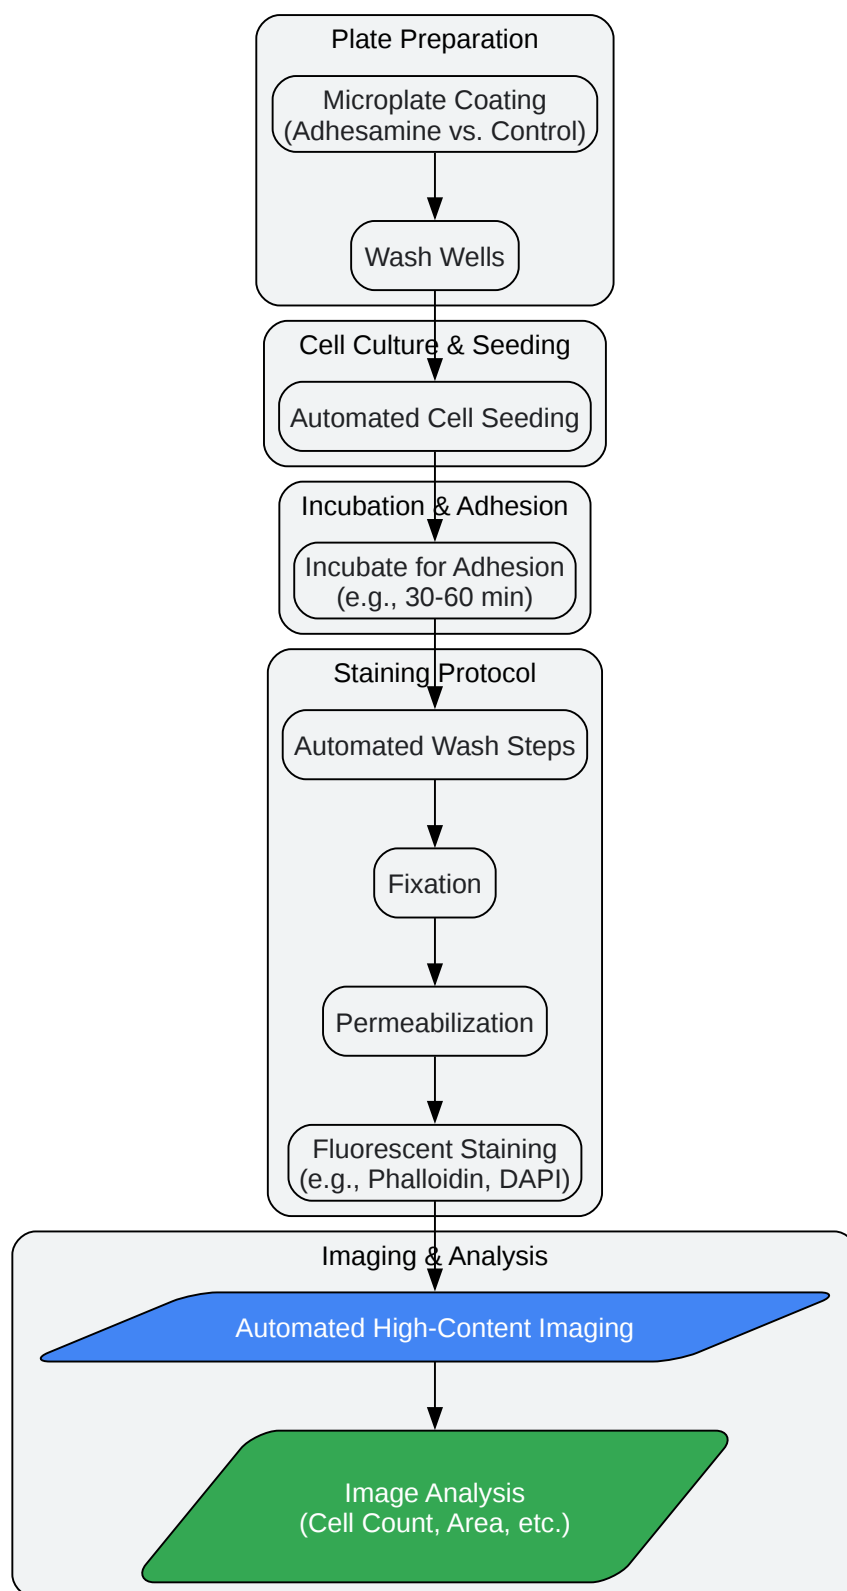 Plate Preparation
Microplate Coating
(Adhesamine vs. Control)
Wash Wells
Cell Culture & Seeding
Automated Cell Seeding
Incubation & Adhesion
Incubate for Adhesion
(e.g., 30-60 min)
Staining Protocol
Automated Wash Steps
Fixation
Permeabilization
Fluorescent Staining
(e.g., Phalloidin, DAPI)
Imaging & Analysis
Automated High-Content Imaging
Image Analysis
(Cell Count, Area, etc.)